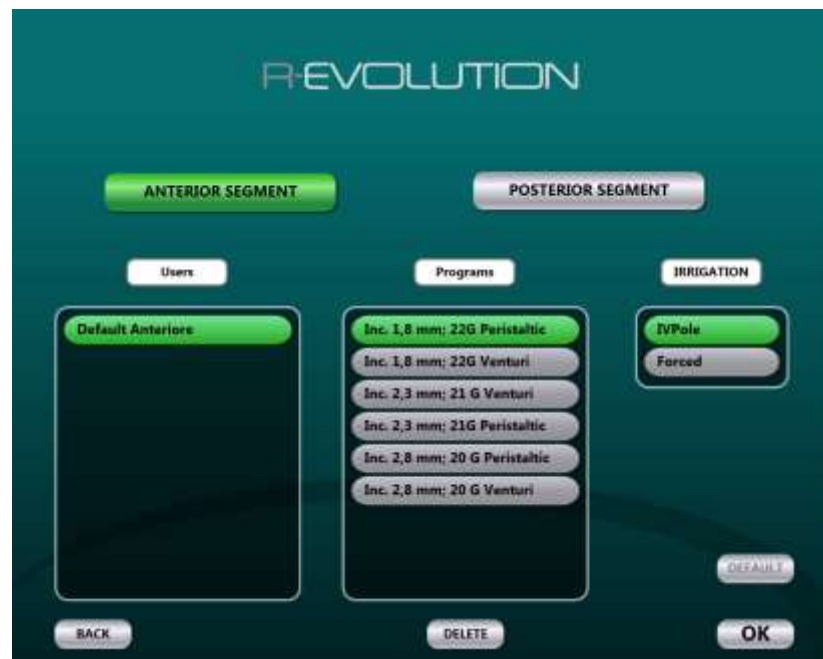 R-EVOLUTION
ANTERIOR SEGMENT
POSTERIOR SEGMENT
Users
Programs
IRRIGATION
Default Anteriore
Inc. 1,8 mm; 22G Peristaltic
Inc. 1,8 mm; 22G Venturi
Inc. 2,3 mm; 21 G Venturi
Inc. 2,3 mm; 21G Peristaltic
Inc. 2,8 mm; 20 G Peristaltic
Inc. 2,8 mm; 20 G Venturi
IVPole
Forced
DEFAULT
BACK
DELETE
OK